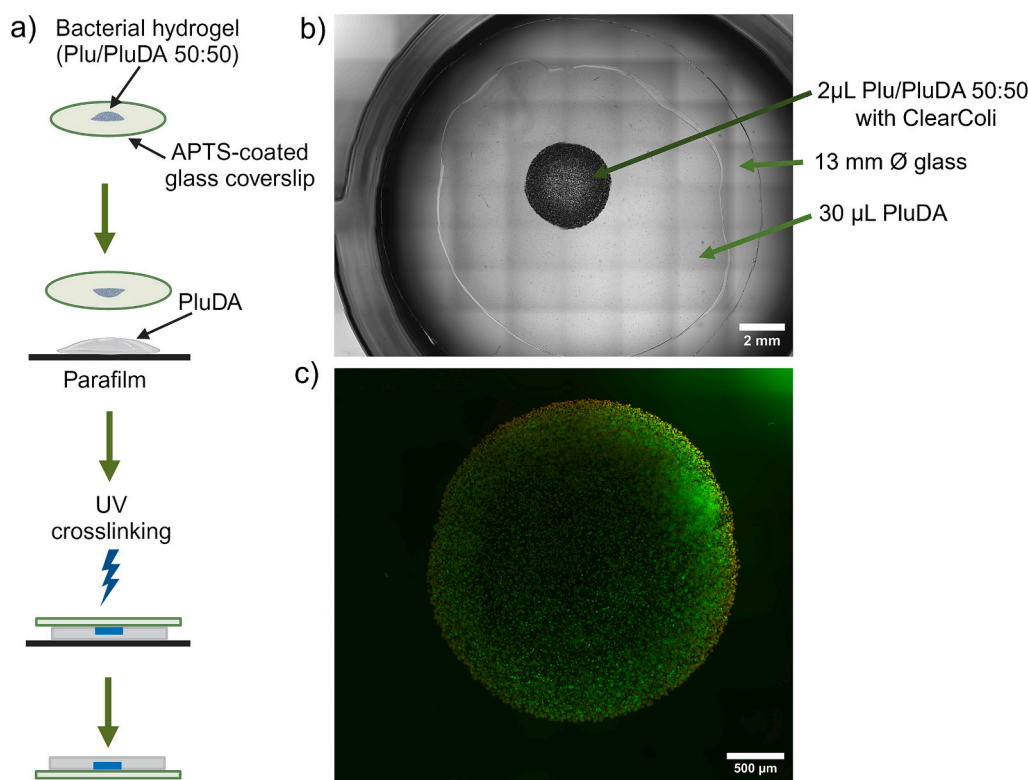 a)
Bacterial hydrogel
(Plu/PluDA 50:50)
APTS-coated
glass coverslip
PluDA
Parafilm
UV
crosslinking
b)
2µL Plu/PluDA 50:50
with ClearColi
13 mm Ø glass
30 µL PluDA
2 mm
c)
500 µm